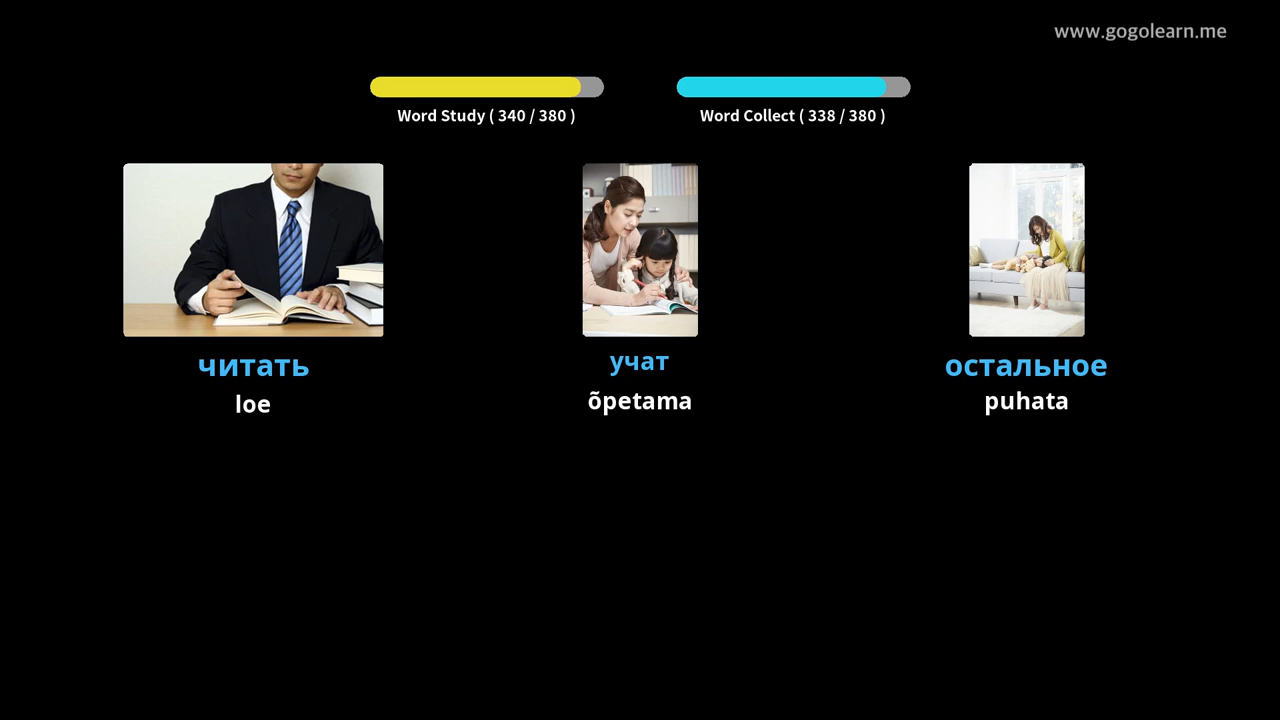 www.gogolearn.me
Word Study ( 340 / 380 )
Word Collect ( 338 / 380 )
читать
loe
учат
õpetama
остальное
puhata